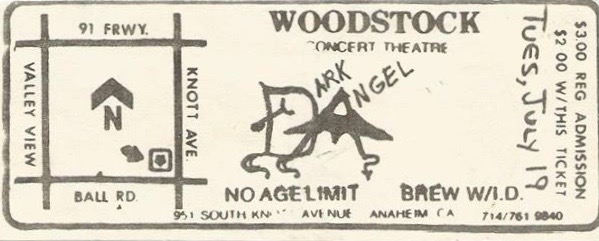 91 FRWY.
VALLEY VIEW
N
KNOTT AVE.
BALL RD.
WOODSTOCK
CONCERT THEATRE
DARK ANGEL
NO AGE LIMIT BREW W/I.D.
951 SOUTH KNOTT AVENUE ANAHEIM CA 714/761 9840
TUES, JULY 19
$3.00 REG ADMISSION
$2 00 W/THIS TICKET